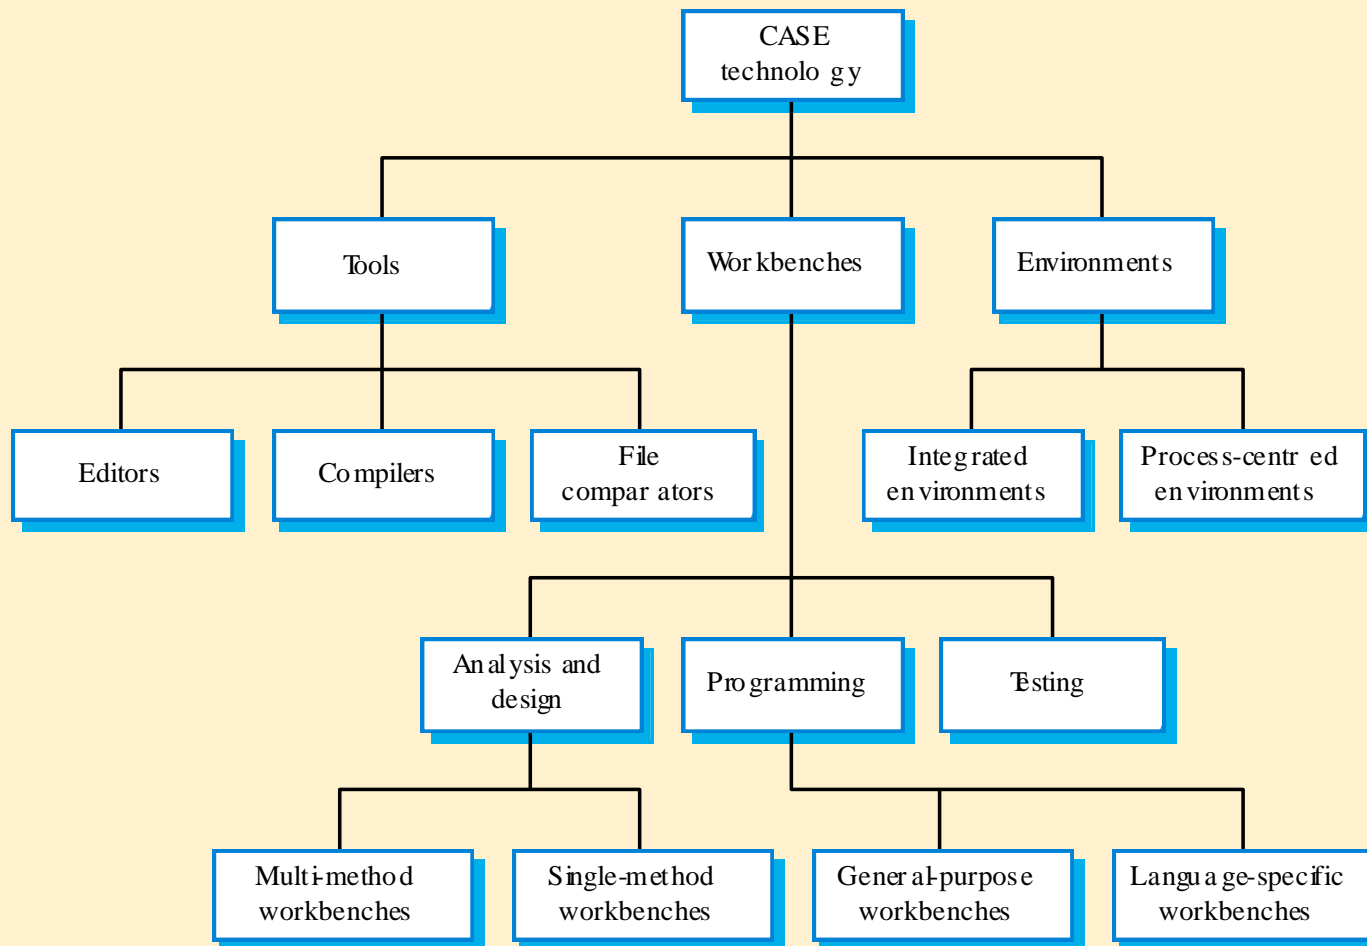 CASE
technology
Tools
Workbenches
Environments
Editors
Compilers
File
comparators
Integrated
environments
Process-centred
environments
Analysis and
design
Programming
Testing
Multi-method
workbenches
Single-method
workbenches
General-purpose
workbenches
Language-specific
workbenches